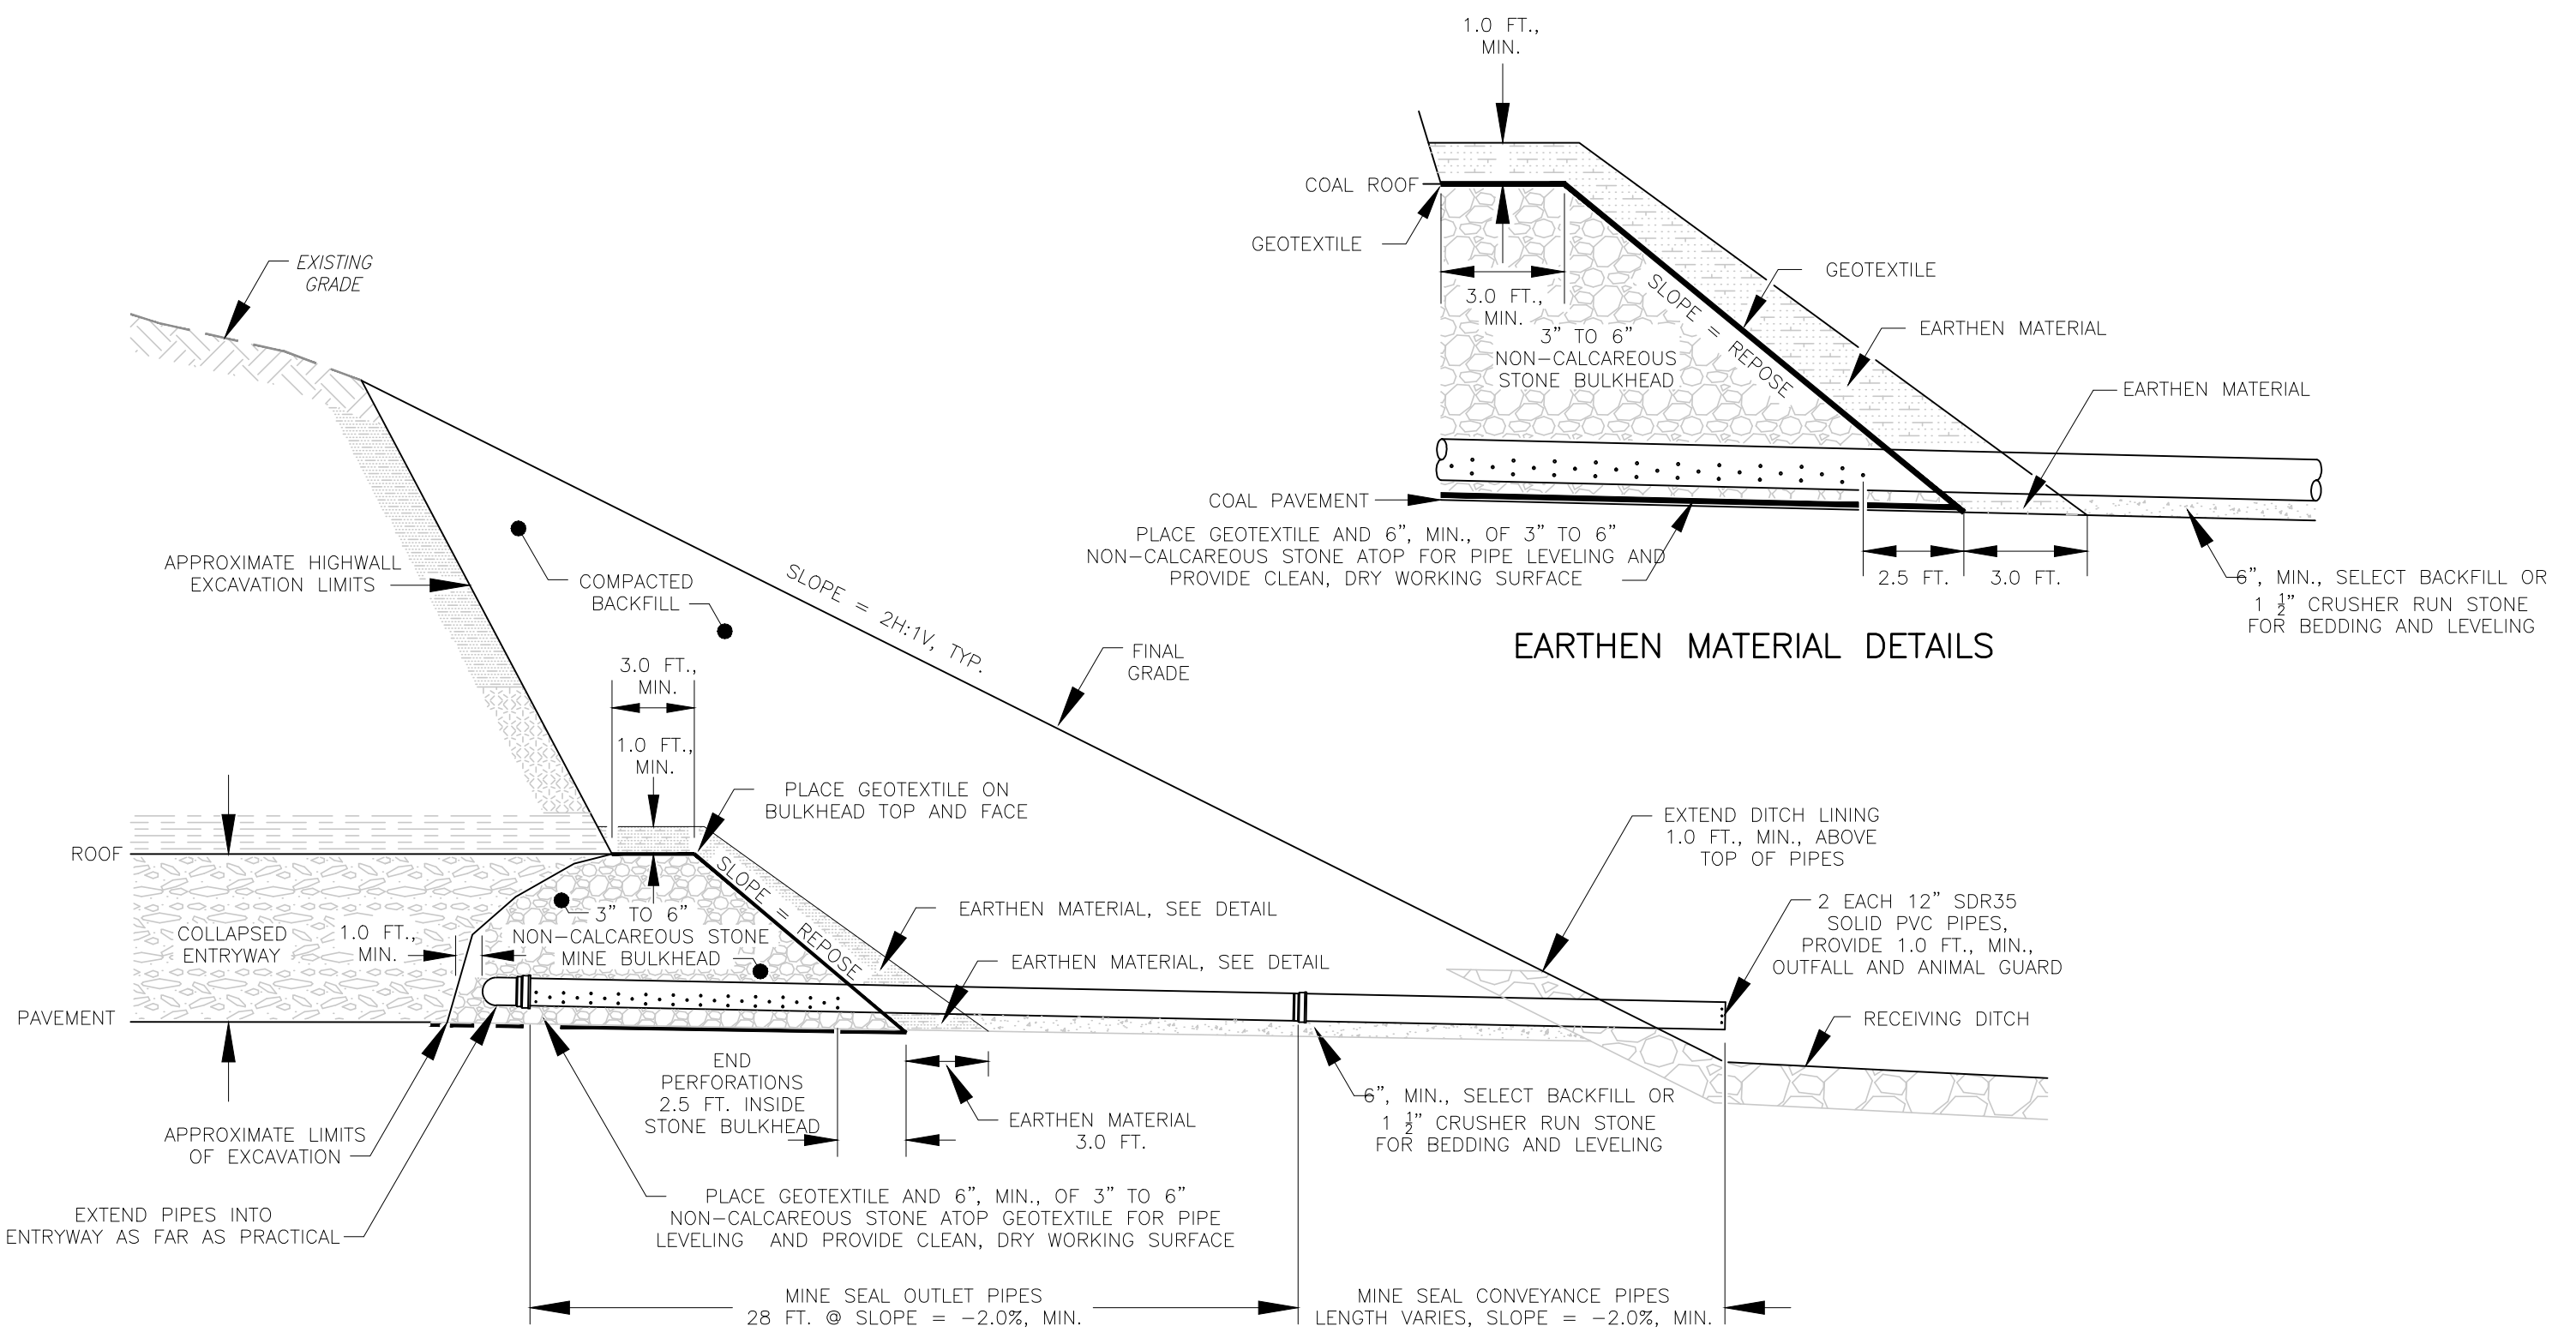 1.0 FT.,
MIN.
COAL ROOF
GEOTEXTILE
3.0 FT.,
MIN.
3" TO 6"
NON-CALCAREOUS
STONE BULKHEAD
SLOPE = REPOSE
GEOTEXTILE
EARTHEN MATERIAL
EARTHEN MATERIAL
COAL PAVEMENT
PLACE GEOTEXTILE AND 6", MIN., OF 3" TO 6"
NON-CALCAREOUS STONE ATOP FOR PIPE LEVELING AND
PROVIDE CLEAN, DRY WORKING SURFACE
2.5 FT.
3.0 FT.
6", MIN., SELECT BACKFILL OR
1 1/2" CRUSHER RUN STONE
FOR BEDDING AND LEVELING
EARTHEN MATERIAL DETAILS
EXISTING
GRADE
APPROXIMATE HIGHWALL
EXCAVATION LIMITS
COMPACTED
BACKFILL
SLOPE = 2H:1V, TYP.
FINAL
GRADE
3.0 FT.,
MIN.
1.0 FT.,
MIN.
PLACE GEOTEXTILE ON
BULKHEAD TOP AND FACE
EXTEND DITCH LINING
1.0 FT., MIN., ABOVE
TOP OF PIPES
ROOF
SLOPE = REPOSE
COLLAPSED
ENTRYWAY
1.0 FT.,
MIN.
3" TO 6"
NON-CALCAREOUS STONE
MINE BULKHEAD
EARTHEN MATERIAL, SEE DETAIL
EARTHEN MATERIAL, SEE DETAIL
2 EACH 12" SDR35
SOLID PVC PIPES,
PROVIDE 1.0 FT., MIN.,
OUTFALL AND ANIMAL GUARD
PAVEMENT
RECEIVING DITCH
END
PERFORATIONS
2.5 FT. INSIDE
STONE BULKHEAD
EARTHEN MATERIAL
3.0 FT.
6", MIN., SELECT BACKFILL OR
1 1/2" CRUSHER RUN STONE
FOR BEDDING AND LEVELING
APPROXIMATE LIMITS
OF EXCAVATION
EXTEND PIPES INTO
ENTRYWAY AS FAR AS PRACTICAL
PLACE GEOTEXTILE AND 6", MIN., OF 3" TO 6"
NON-CALCAREOUS STONE ATOP GEOTEXTILE FOR PIPE
LEVELING AND PROVIDE CLEAN, DRY WORKING SURFACE
MINE SEAL OUTLET PIPES
28 FT. @ SLOPE = -2.0%, MIN.
MINE SEAL CONVEYANCE PIPES
LENGTH VARIES, SLOPE = -2.0%, MIN.